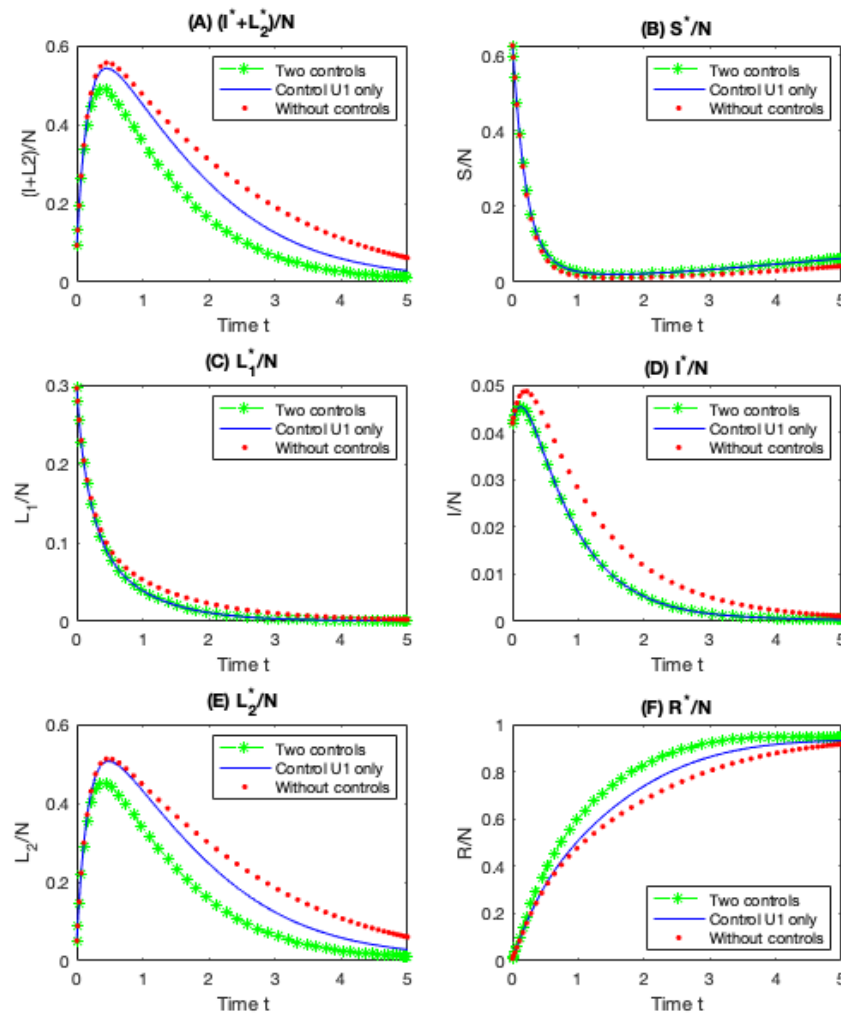 (A) (I*+L2*)/N
(I+L2)/N
0.6
0.4
0.2
0
Two controls
Control U1 only
Without controls
0 1 2 3 4 5
Time t
(B) S*/N
S/N
0.6
0.4
0.2
0
Two controls
Control U1 only
Without controls
0 1 2 3 4 5
Time t
(C) L1*/N
L1/N
0.3
0.2
0.1
0
Two controls
Control U1 only
Without controls
0 1 2 3 4 5
Time t
(D) I*/N
I/N
0.05
0.04
0.03
0.02
0.01
0
Two controls
Control U1 only
Without controls
0 1 2 3 4 5
Time t
(E) L2*/N
L2/N
0.6
0.4
0.2
0
Two controls
Control U1 only
Without controls
0 1 2 3 4 5
Time t
(F) R*/N
R/N
1
0.8
0.6
0.4
0.2
0
Two controls
Control U1 only
Without controls
0 1 2 3 4 5
Time t